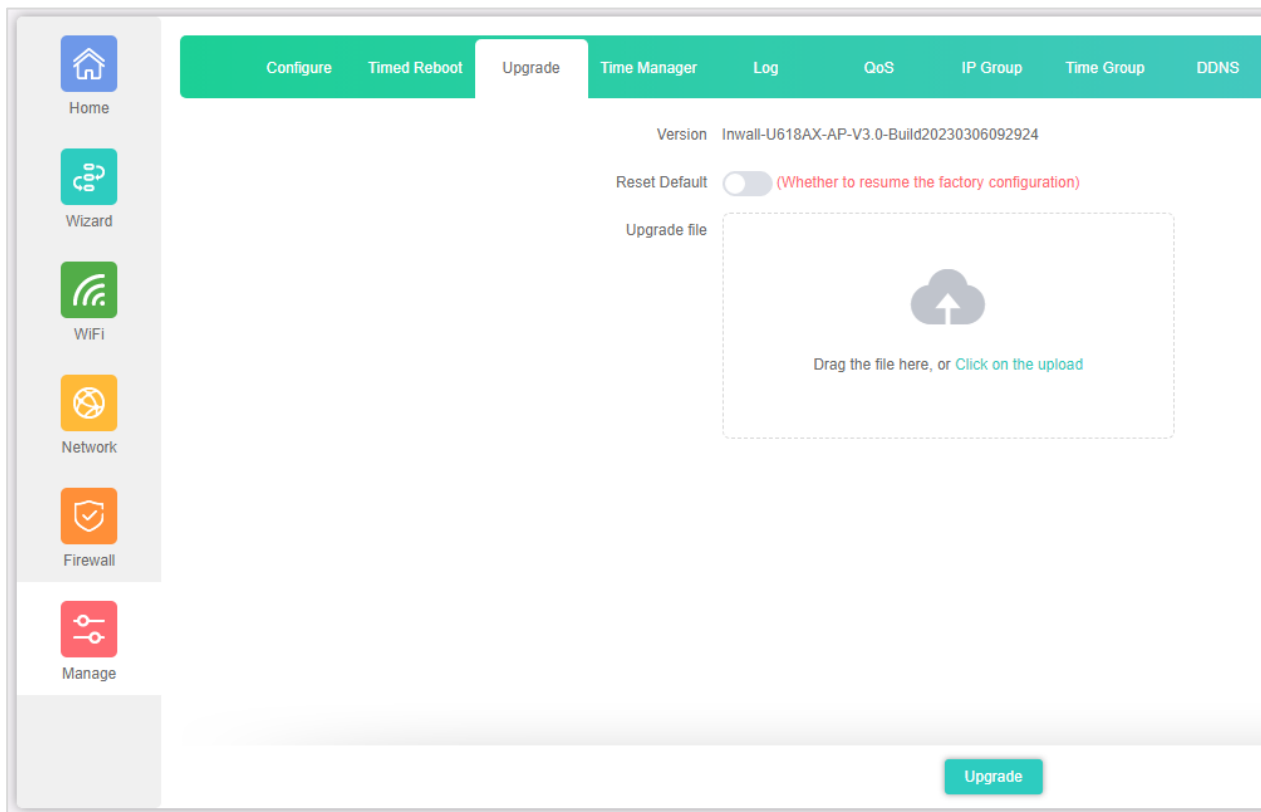 Home
Wizard
WiFi
Network
Firewall
Manage
Configure Timed Reboot Upgrade Time Manager Log QoS IP Group Time Group DDNS
Version Inwall-U618AX-AP-V3.0-Build20230306092924
Reset Default (Whether to resume the factory configuration)
Upgrade file
Drag the file here, or Click on the upload
Upgrade